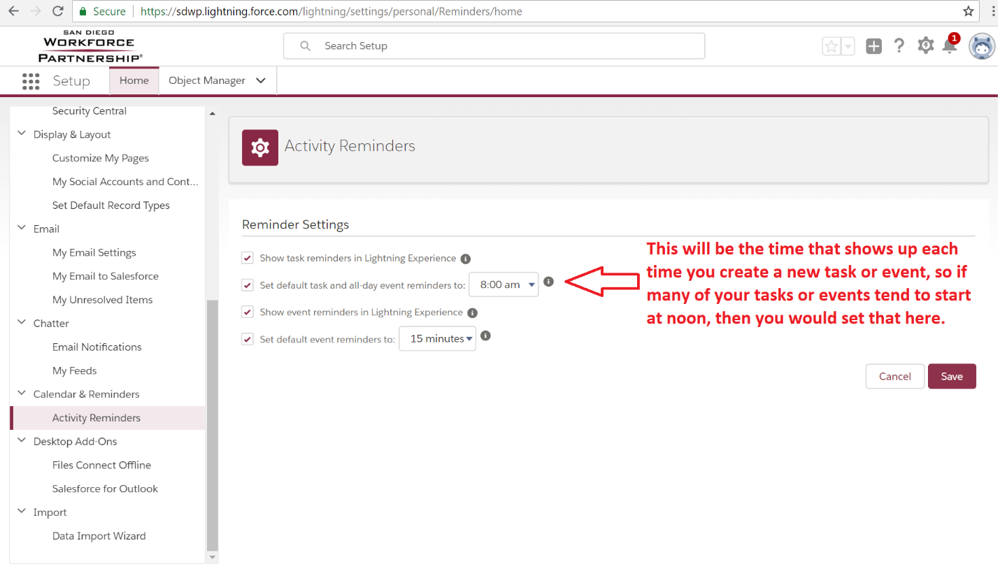 Secure
https://sdwp.lightning.force.com/lightning/settings/personal/Reminders/home
SAN DIEGO
WORKFORCE
PARTNERSHIP®
Search Setup
1
Setup
Home
Object Manager
Security Central
Display & Layout
Customize My Pages
My Social Accounts and Cont...
Set Default Record Types
Email
My Email Settings
My Email to Salesforce
My Unresolved Items
Chatter
Email Notifications
My Feeds
Calendar & Reminders
Activity Reminders
Desktop Add-Ons
Files Connect Offline
Salesforce for Outlook
Import
Data Import Wizard
Activity Reminders
Reminder Settings
Show task reminders in Lightning Experience
Set default task and all-day event reminders to: 8:00 am
Show event reminders in Lightning Experience
Set default event reminders to: 15 minutes
This will be the time that shows up each
time you create a new task or event, so if
many of your tasks or events tend to start
at noon, then you would set that here.
Cancel
Save